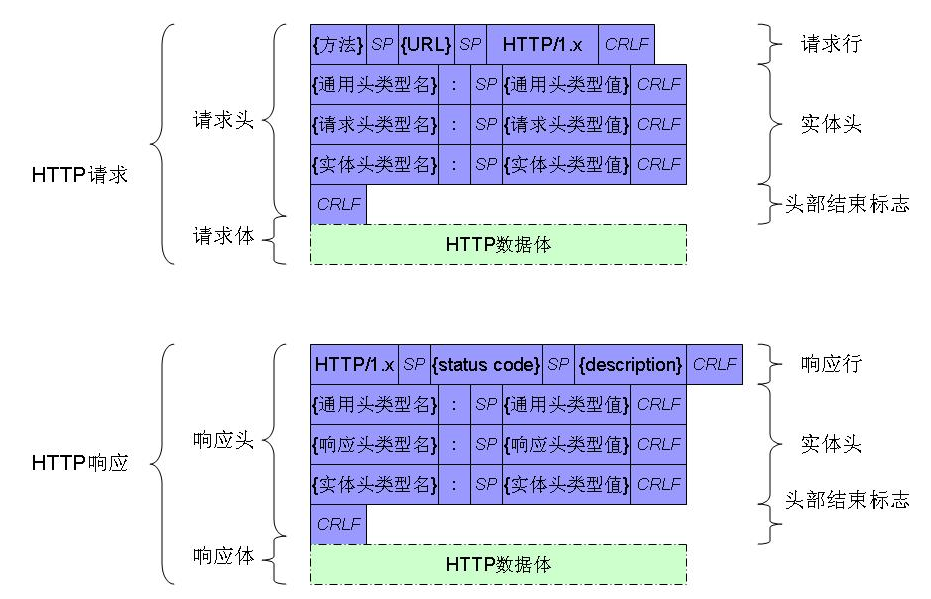 {方法} SP {URL} SP HTTP/1.x CRLF 请求行
{通用头类型名} : SP {通用头类型值} CRLF
请求头 {请求头类型名} : SP {请求头类型值} CRLF 实体头
{实体头类型名} : SP {实体头类型值} CRLF
HTTP请求
CRLF 头部结束标志
请求体 HTTP数据体
HTTP/1.x SP {status code} SP {description} CRLF 响应行
{通用头类型名} : SP {通用头类型值} CRLF
响应头 {响应头类型名} : SP {响应头类型值} CRLF 实体头
HTTP响应
{实体头类型名} : SP {实体头类型值} CRLF
头部结束标志
CRLF
响应体 HTTP数据体